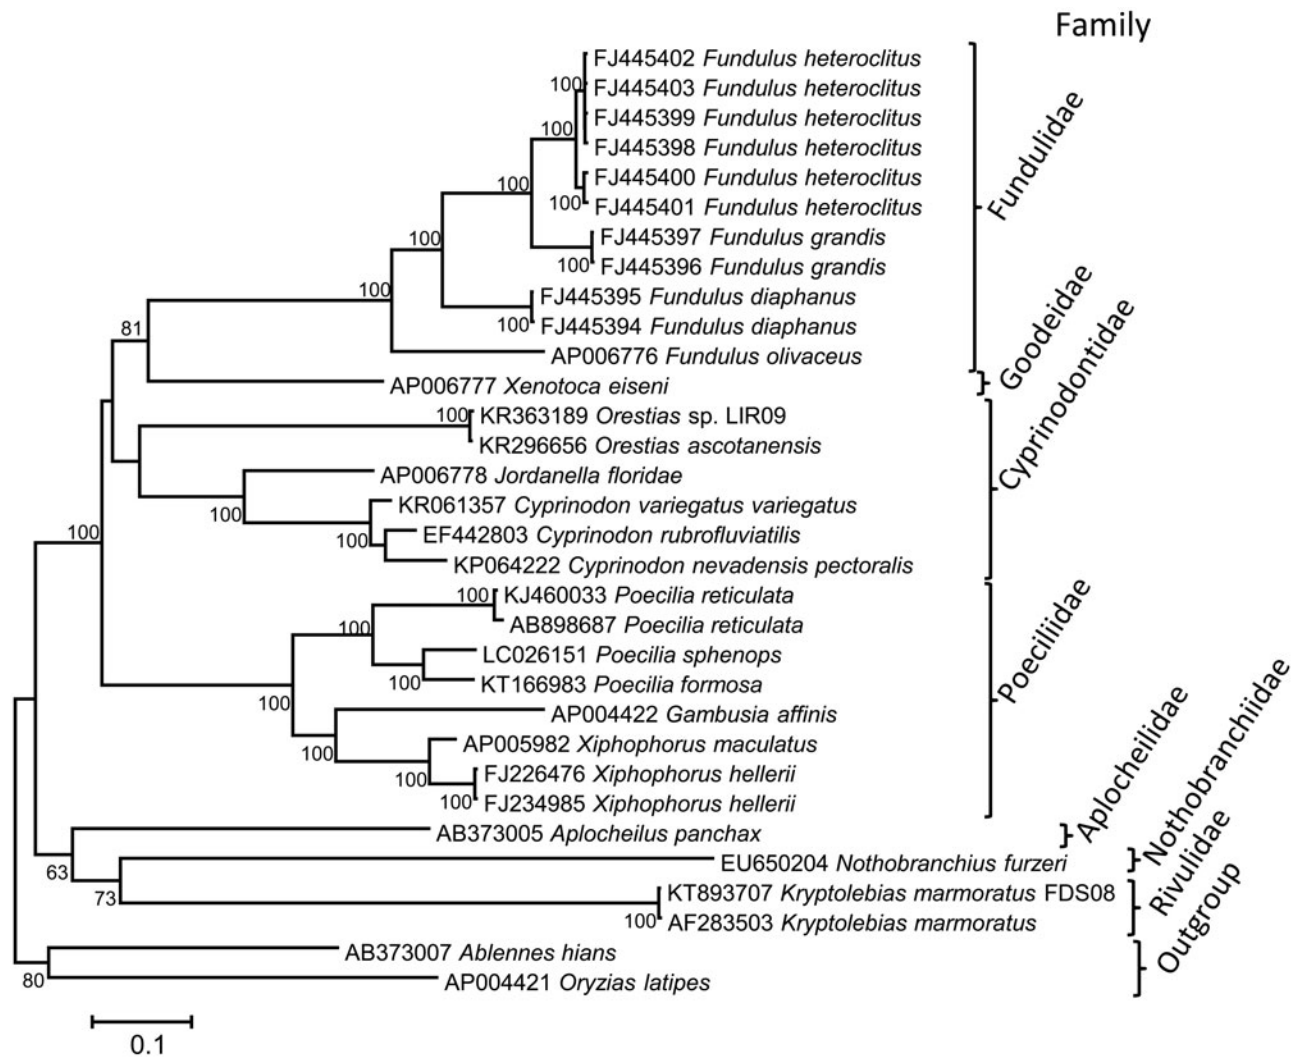 Family
FJ445402 Fundulus heteroclitus
100
FJ445403 Fundulus heteroclitus
FJ445399 Fundulus heteroclitus
100
FJ445398 Fundulus heteroclitus
FJ445400 Fundulus heteroclitus
100
100
FJ445401 Fundulus heteroclitus
Fundulidae
FJ445397 Fundulus grandis
100
100
FJ445396 Fundulus grandis
100
FJ445395 Fundulus diaphanus
100
FJ445394 Fundulus diaphanus
81
AP006776 Fundulus olivaceus
AP006777 Xenotoca eiseni
Goodeidae
100
KR363189 Orestias sp. LIR09
KR296656 Orestias ascotanensis
AP006778 Jordanella floridae
Cyprinodontidae
KR061357 Cyprinodon variegatus variegatus
100
EF442803 Cyprinodon rubrofluviatilis
100
100
KP064222 Cyprinodon nevadensis pectoralis
100
KJ460033 Poecilia reticulata
AB898687 Poecilia reticulata
100
LC026151 Poecilia sphenops
100
KT166983 Poecilia formosa
100
Poeciliidae
AP004422 Gambusia affinis
AP005982 Xiphophorus maculatus
100
100
FJ226476 Xiphophorus hellerii
100
FJ234985 Xiphophorus hellerii
AB373005 Aplocheilus panchax
Aplocheilidae
EU650204 Nothobranchius furzeri
Nothobranchiidae
63
73
KT893707 Kryptolebias marmoratus FDS08
100
AF283503 Kryptolebias marmoratus
Rivulidae
AB373007 Ablennes hians
80
AP004421 Oryzias latipes
Outgroup
0.1